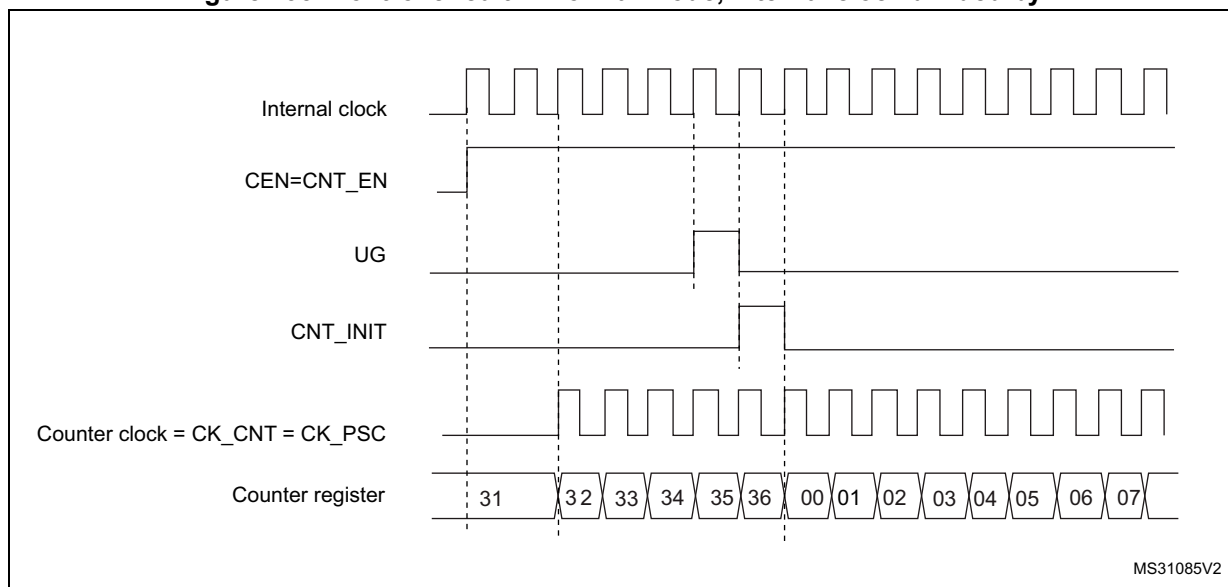 Internal clock
CEN=CNT_EN
UG
CNT_INIT
Counter clock = CK_CNT = CK_PSC
Counter register 31 32 33 34 35 36 00 01 02 03 04 05 06 07
MS31085V2